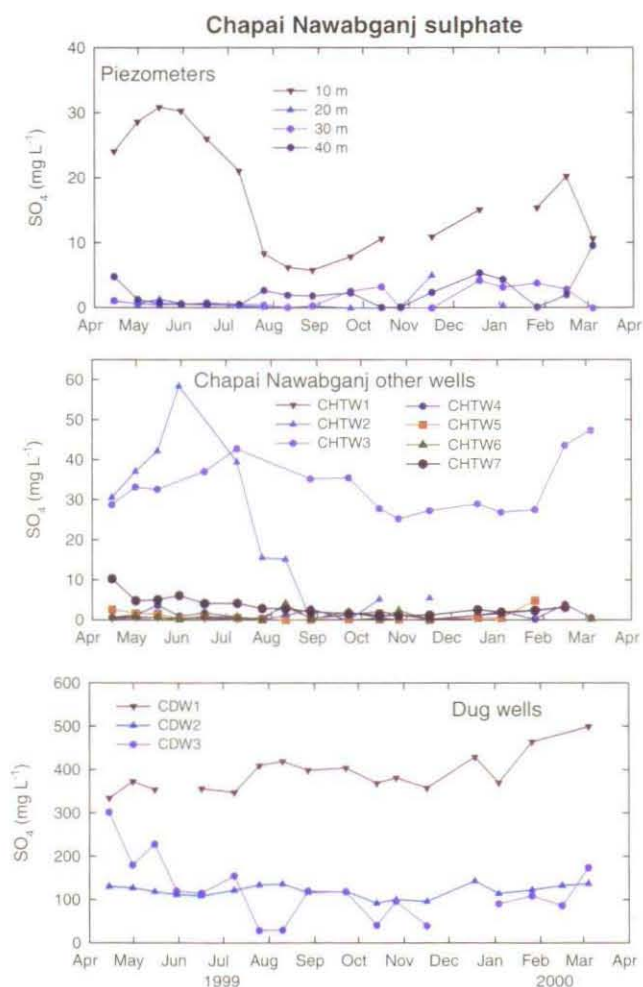 Chapai Nawabganj sulphate
Piezometers
10 m
20 m
30 m
40 m
SO4 (mg L-1)
40
30
20
10
0
Apr May Jun Jul Aug Sep Oct Nov Dec Jan Feb Mar Apr
Chapai Nawabganj other wells
CHTW1 CHTW4
CHTW2 CHTW5
CHTW3 CHTW6
CHTW7
SO4 (mg L-1)
60
50
40
30
20
10
0
Apr May Jun Jul Aug Sep Oct Nov Dec Jan Feb Mar Apr
CDW1
CDW2
CDW3
Dug wells
SO4 (mg L-1)
600
500
400
300
200
100
0
Apr May Jun Jul Aug Sep Oct Nov Dec Jan Feb Mar Apr
1999 2000